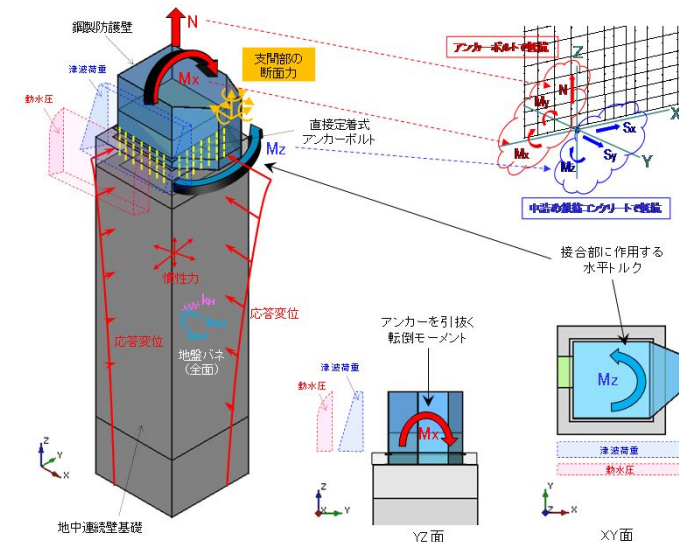 鋼製防護壁
N
Mx
支間部の
断面力
津波荷重
動水圧
直接定着式
アンカーボルト
Mz
アンカーボルトで抵抗
Z
N
X
My
Mx
Sx
Mz
Sy
Y
中詰め鉄筋コンクリートで抵抗
慣性力
kH
応答変位
応答変位
地盤バネ
(全面)
地中連続壁基礎
Z
Y
X
接合部に作用する
水平トルク
アンカーを引抜く
転倒モーメント
津波荷重
動水圧
Mx
Z
X
Y
YZ面
Mz
津波荷重
動水圧
Y
Z
X
XY面